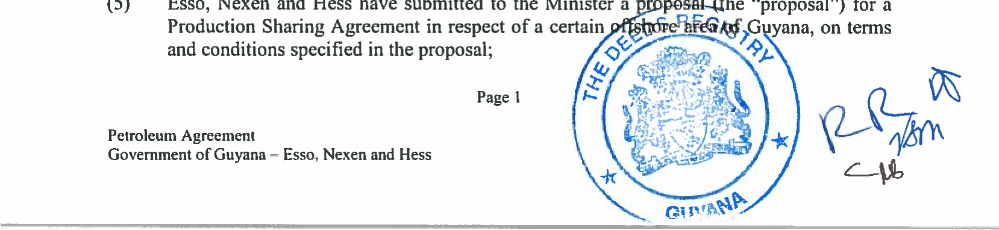 (5) Esso, Nexen and Hess have submitted to the Minister a proposal (the "proposal") for a
Production Sharing Agreement in respect of a certain offshore area of Guyana, on terms
and conditions specified in the proposal;
THE DEEDS REGISTRY
GUYANA
Page 1
RR
CMB
Petroleum Agreement
Government of Guyana – Esso, Nexen and Hess